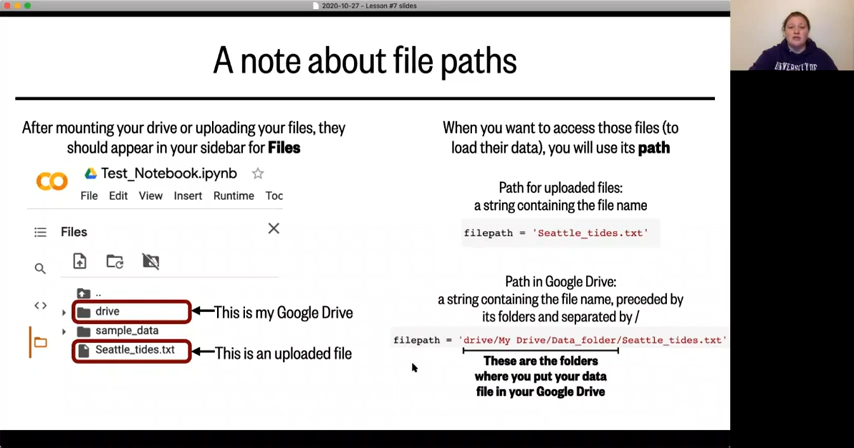 2020-10-27 - Lesson #7 slides
A note about file paths
After mounting your drive or uploading your files, they
should appear in your sidebar for Files
Test_Notebook.ipynb
File Edit View Insert Runtime Toc
Files
..
drive
sample_data
Seattle_tides.txt
This is my Google Drive
This is an uploaded file
When you want to access those files (to
load their data), you will use its path
Path for uploaded files:
a string containing the file name
filepath = 'Seattle_tides.txt'
Path in Google Drive:
a string containing the file name, preceded by
its folders and separated by /
filepath = 'drive/My Drive/Data_folder/Seattle_tides.txt'
These are the folders
where you put your data
file in your Google Drive
UNIVERSITY OF